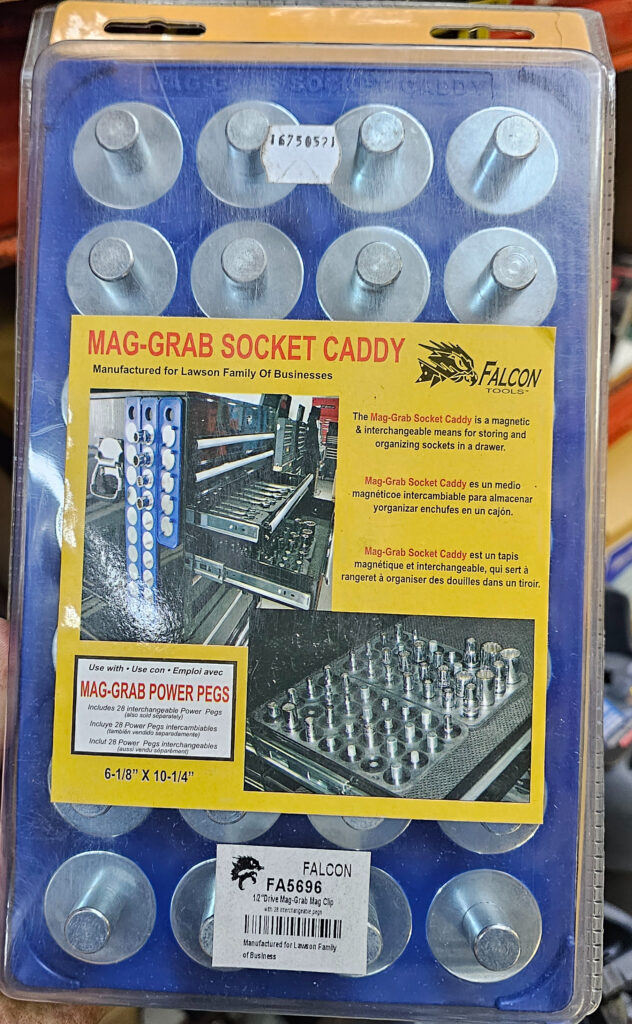 MAG-GRAB SOCKET CADDY
16750521
MAG-GRAB SOCKET CADDY
Manufactured for Lawson Family Of Businesses
FALCON
TOOLS™
The Mag-Grab Socket Caddy is a magnetic
& interchangeable means for storing and
organizing sockets in a drawer.
Mag-Grab Socket Caddy es un medio
magnéticoe intercambiable para almacenar
yorganizar enchufes en un cajón.
Mag-Grab Socket Caddy est un tapis
magnétique et interchangeable, qui sert à
rangeret à organiser des douilles dans un tiroir.
Use with • Use con • Emploi avec
MAG-GRAB POWER PEGS
Includes 28 interchangeable Power Pegs
(also sold separately)
Incluye 28 Power Pegs intercambiables
(también vendido separadamente)
Inclut 28 Power Pegs interchangeables
(aussi vendu séparément)
6-1/8” X 10-1/4”
FALCON
FA5696
1/2"Drive Mag-Grab Mag Clip
with 28 interchangeable pegs
Manufactured for Lawson Family
of Business